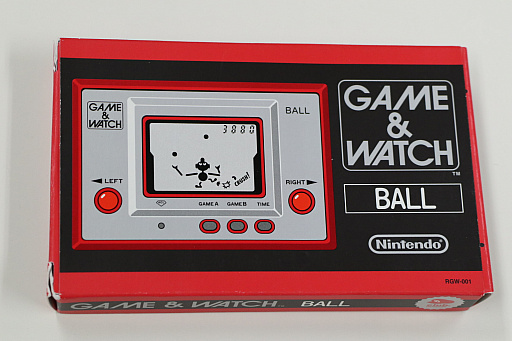 GAME
& 
WATCH
BALL
3880
CRUSH!
LEFT
RIGHT
GAME A GAME B TIME
GAME
&
WATCH
TM
BALL
Nintendo
RGW-001
GAME & WATCH BALL